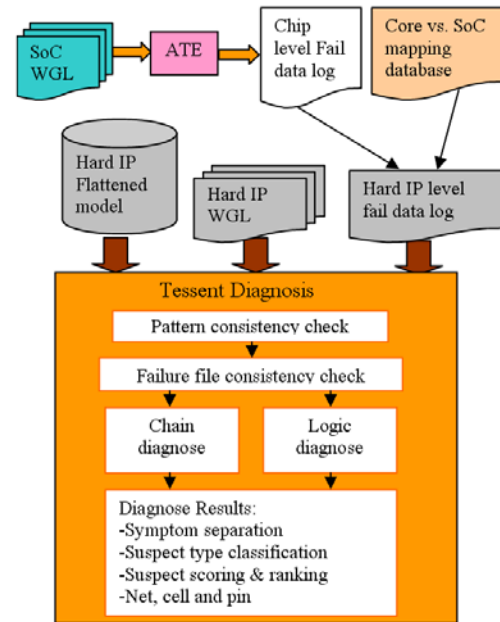 SoC
WGL
ATE
Chip
level Fail
data log
Core vs. SoC
mapping
database
Hard IP
Flattened
model
Hard IP
WGL
Hard IP level
fail data log
Tessent Diagnosis
Pattern consistency check
Failure file consistency check
Chain
diagnose
Logic
diagnose
Diagnose Results:
-Symptom separation
-Suspect type classification
-Suspect scoring & ranking
-Net, cell and pin